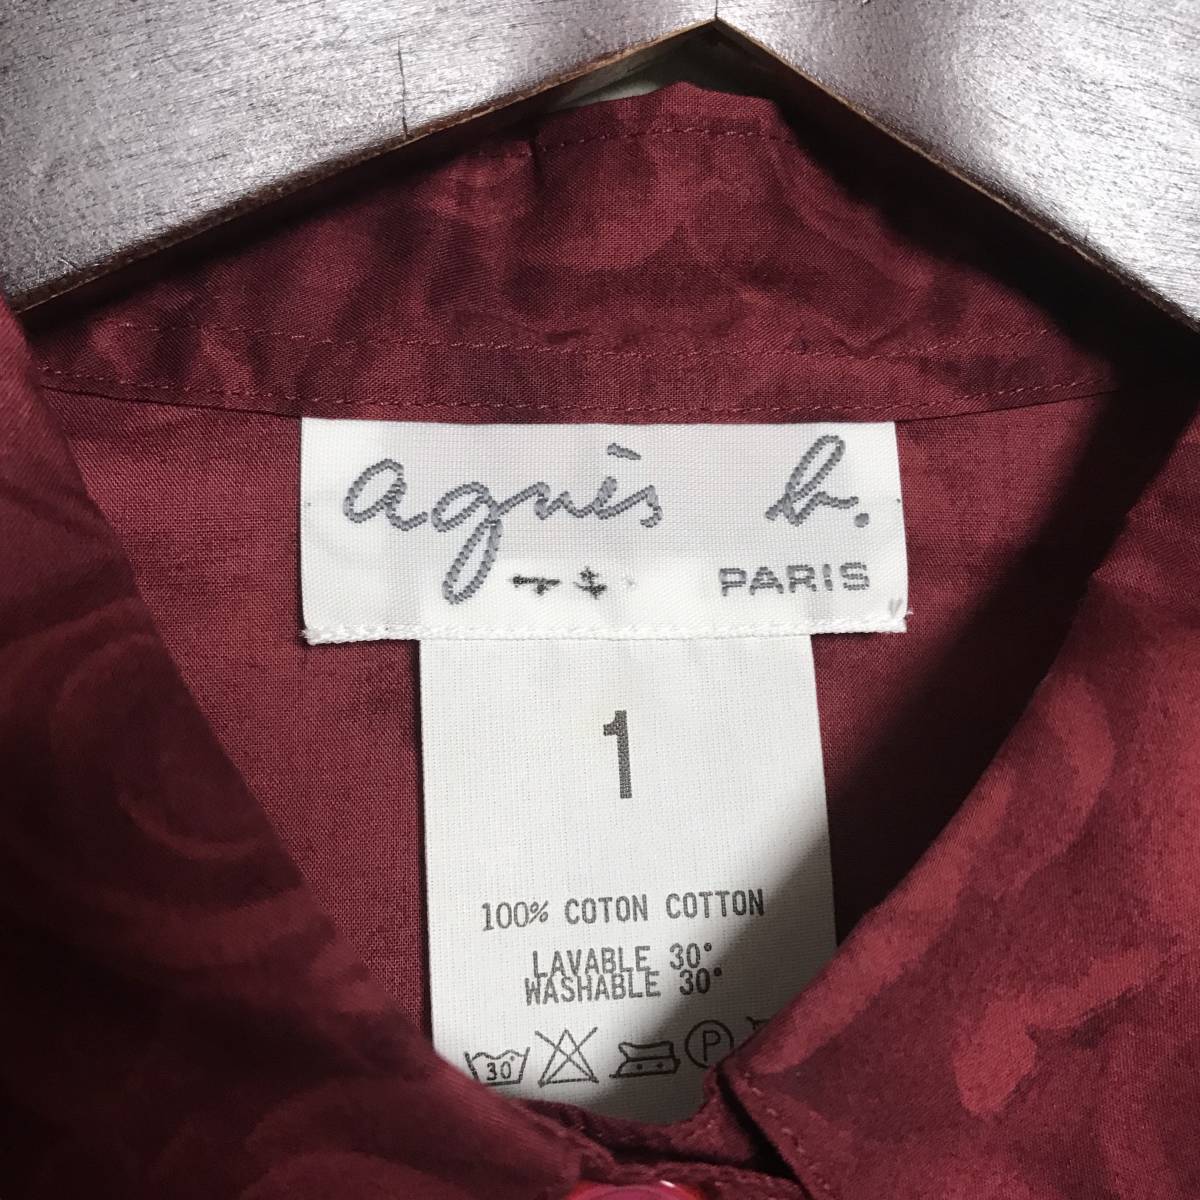 agnès b.
PARIS
1
100% COTON COTTON
LAVABLE 30°
WASHABLE 30°
30°
P